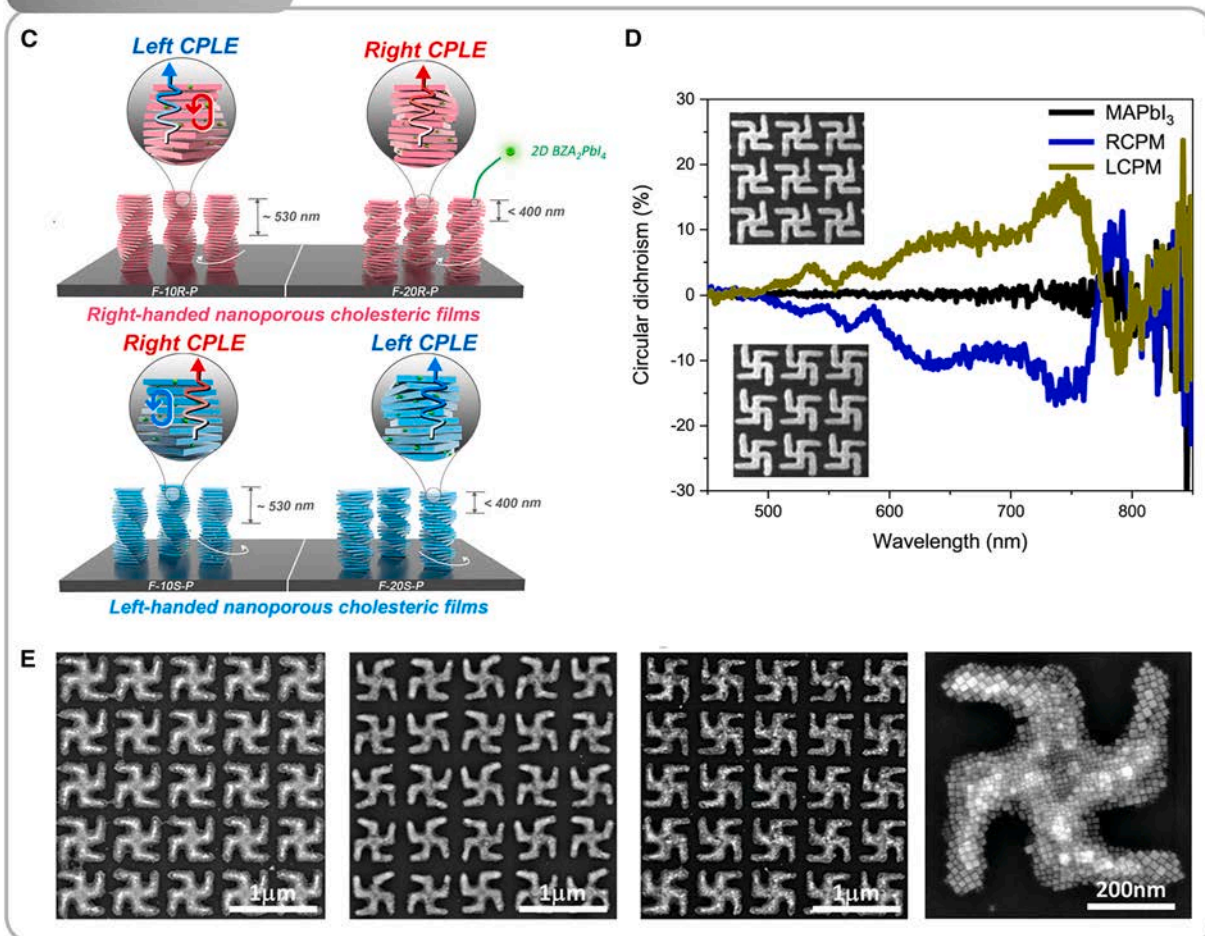 C
Left CPLE
Right CPLE
2D BZA₂PbI₄
~ 530 nm
< 400 nm
F-10R-P
F-20R-P
Right-handed nanoporous cholesteric films
Right CPLE
Left CPLE
~ 530 nm
< 400 nm
F-10S-P
F-20S-P
Left-handed nanoporous cholesteric films
D
30
20
10
0
-10
-20
-30
Circular dichroism (%)
MAPbI₃
RCPM
LCPM
500
600
700
800
Wavelength (nm)
E
1μm
1μm
1μm
200nm